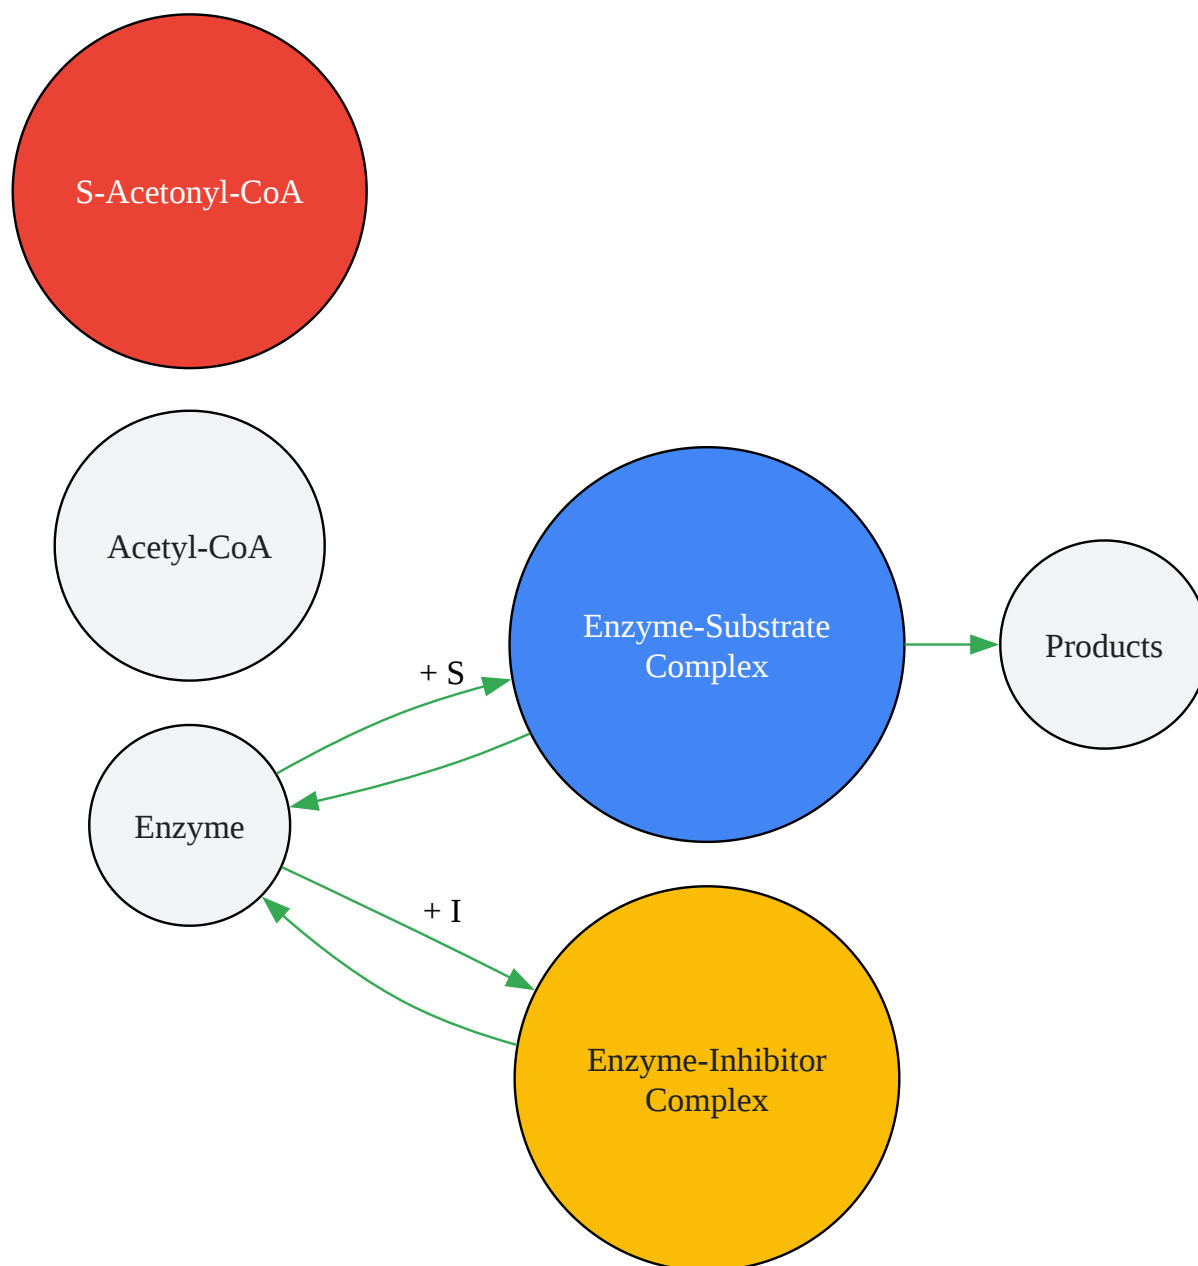 S-Acetonyl-CoA
Acetyl-CoA
Enzyme-Substrate
Complex
Products
+ S
Enzyme
+ I
Enzyme-Inhibitor
Complex